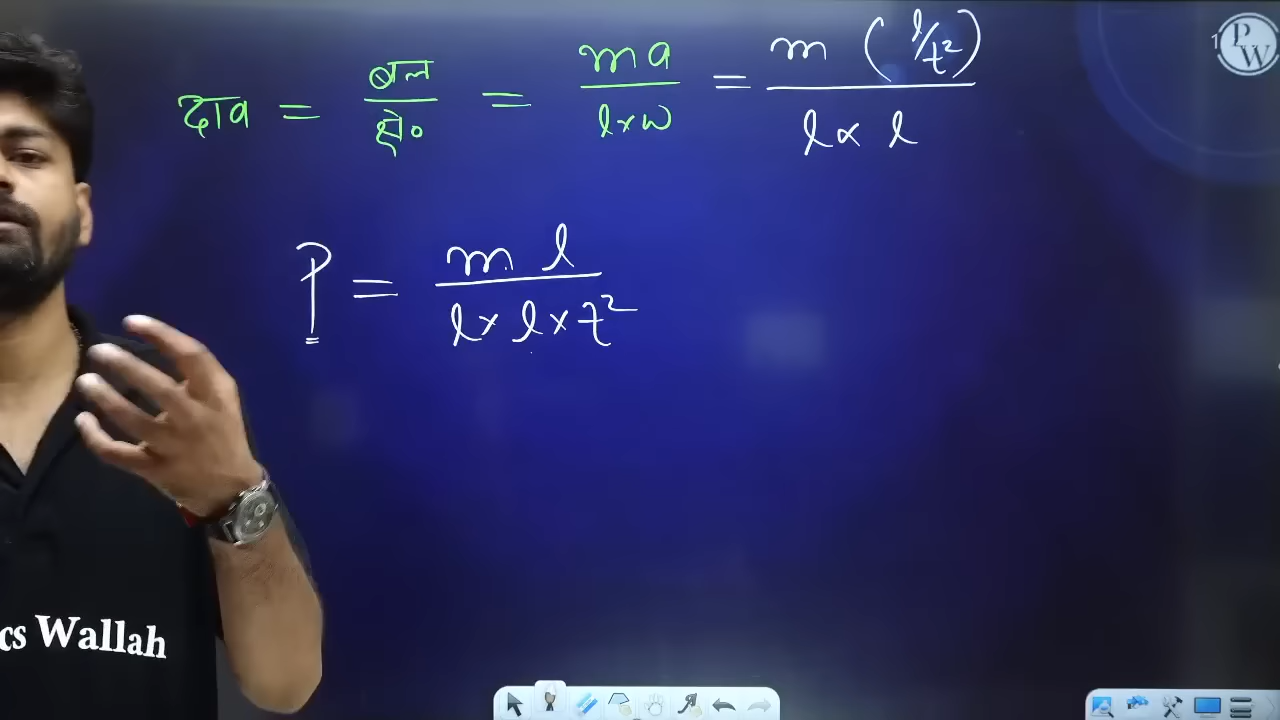 दाब = बल/क्षे० = ma/l×w = m (l/t²)/l×l
P = m l/l×l×t²
PW
cs Wallah